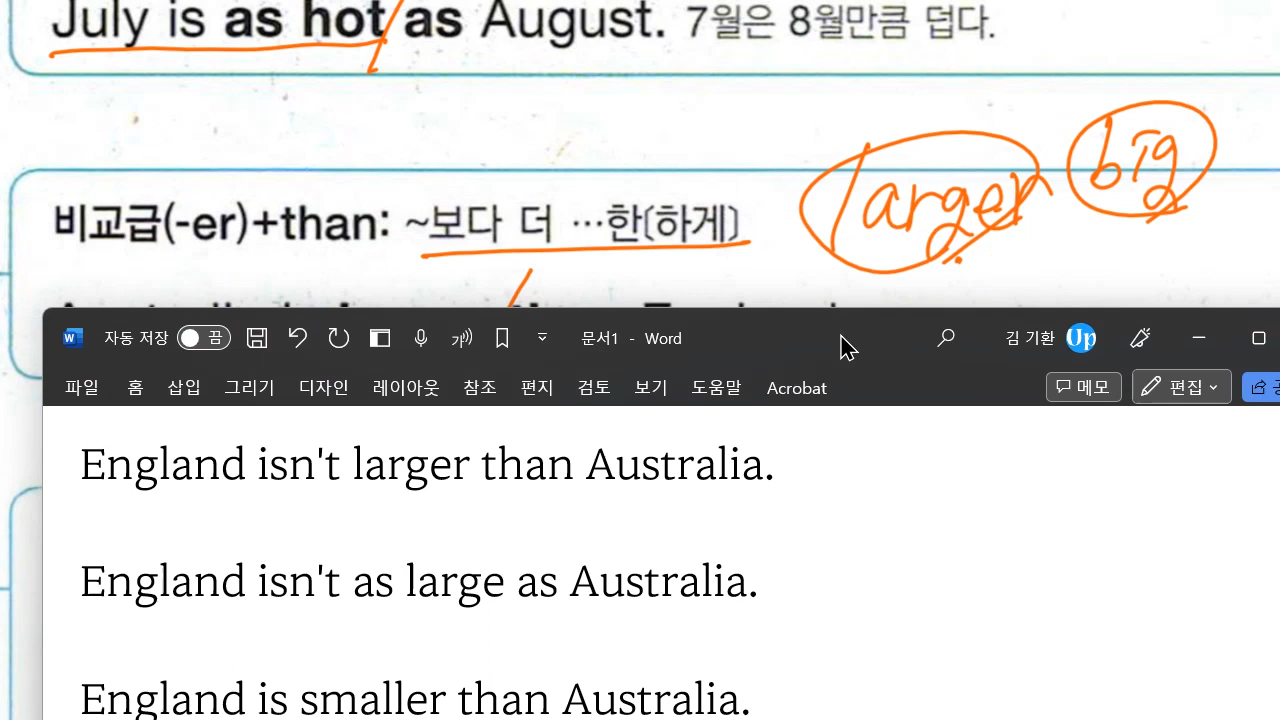 July is as hot as August. 7월은 8월만큼 덥다.
larger big
비교급(-er)+than: ~보다 더 …한(하게)
자동 저장 끔 가)) 문서1 - Word 김 기환 Up
파일 홈 삽입 그리기 디자인 레이아웃 참조 편지 검토 보기 도움말 Acrobat 메모 편집
England isn't larger than Australia.
England isn't as large as Australia.
England is smaller than Australia.